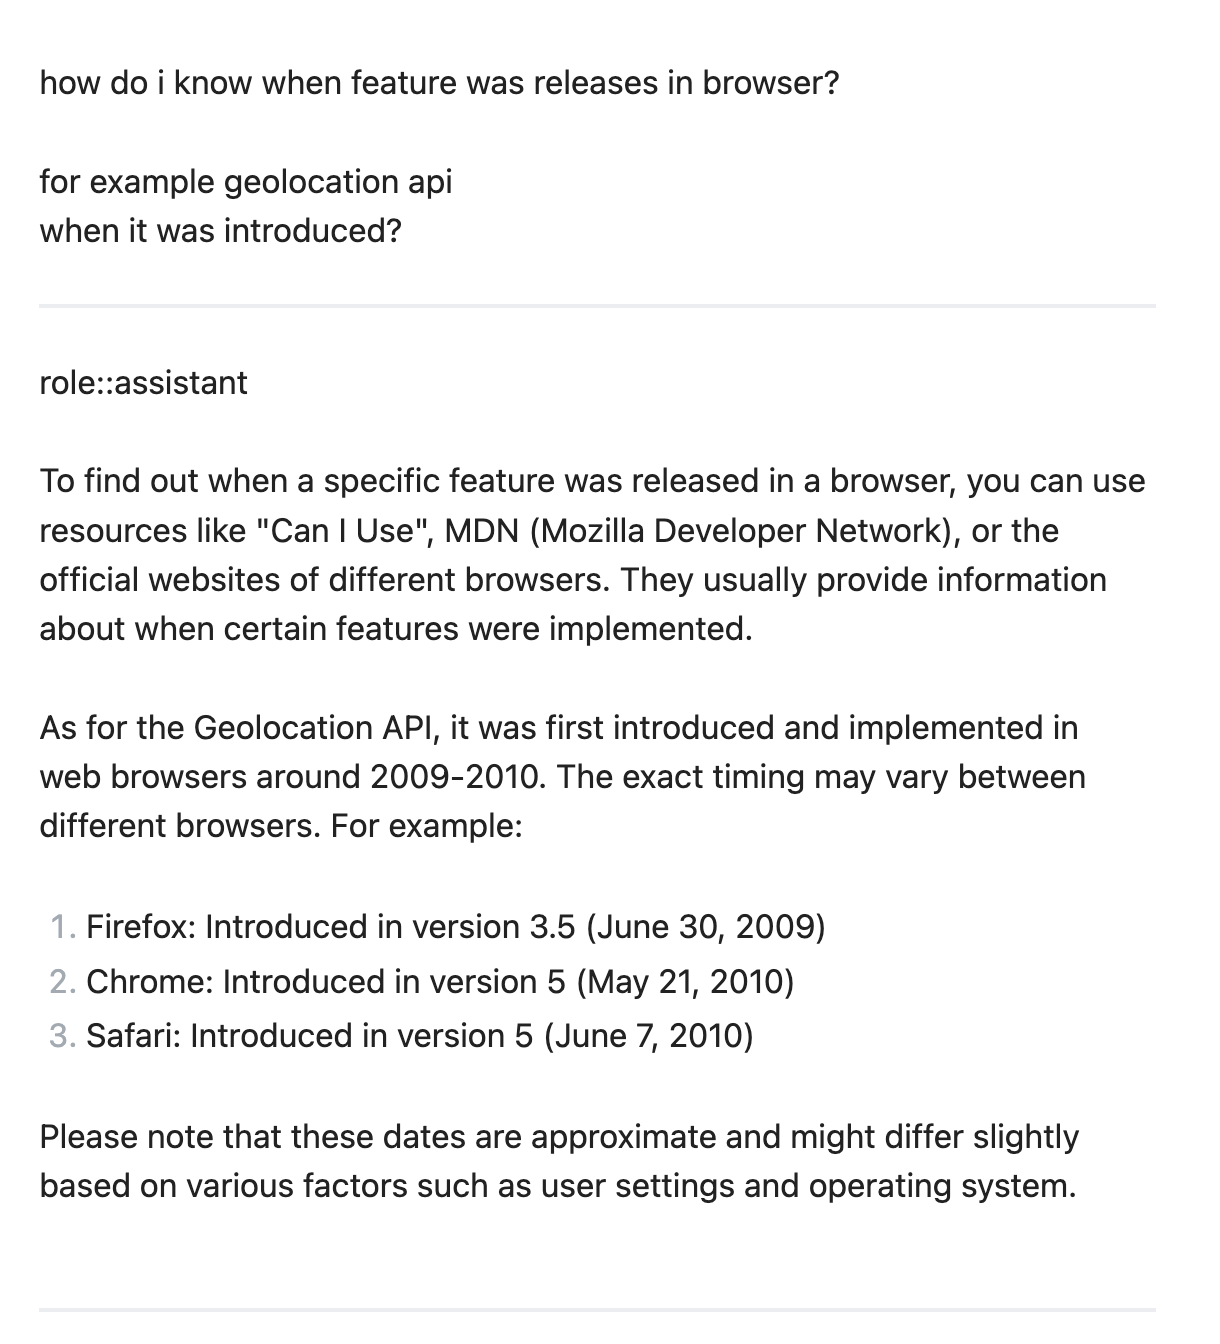 how do i know when feature was releases in browser?
for example geolocation api
when it was introduced?
role::assistant
To find out when a specific feature was released in a browser, you can use
resources like "Can I Use", MDN (Mozilla Developer Network), or the
official websites of different browsers. They usually provide information
about when certain features were implemented.
As for the Geolocation API, it was first introduced and implemented in
web browsers around 2009-2010. The exact timing may vary between
different browsers. For example:
1. Firefox: Introduced in version 3.5 (June 30, 2009)
2. Chrome: Introduced in version 5 (May 21, 2010)
3. Safari: Introduced in version 5 (June 7, 2010)
Please note that these dates are approximate and might differ slightly
based on various factors such as user settings and operating system.